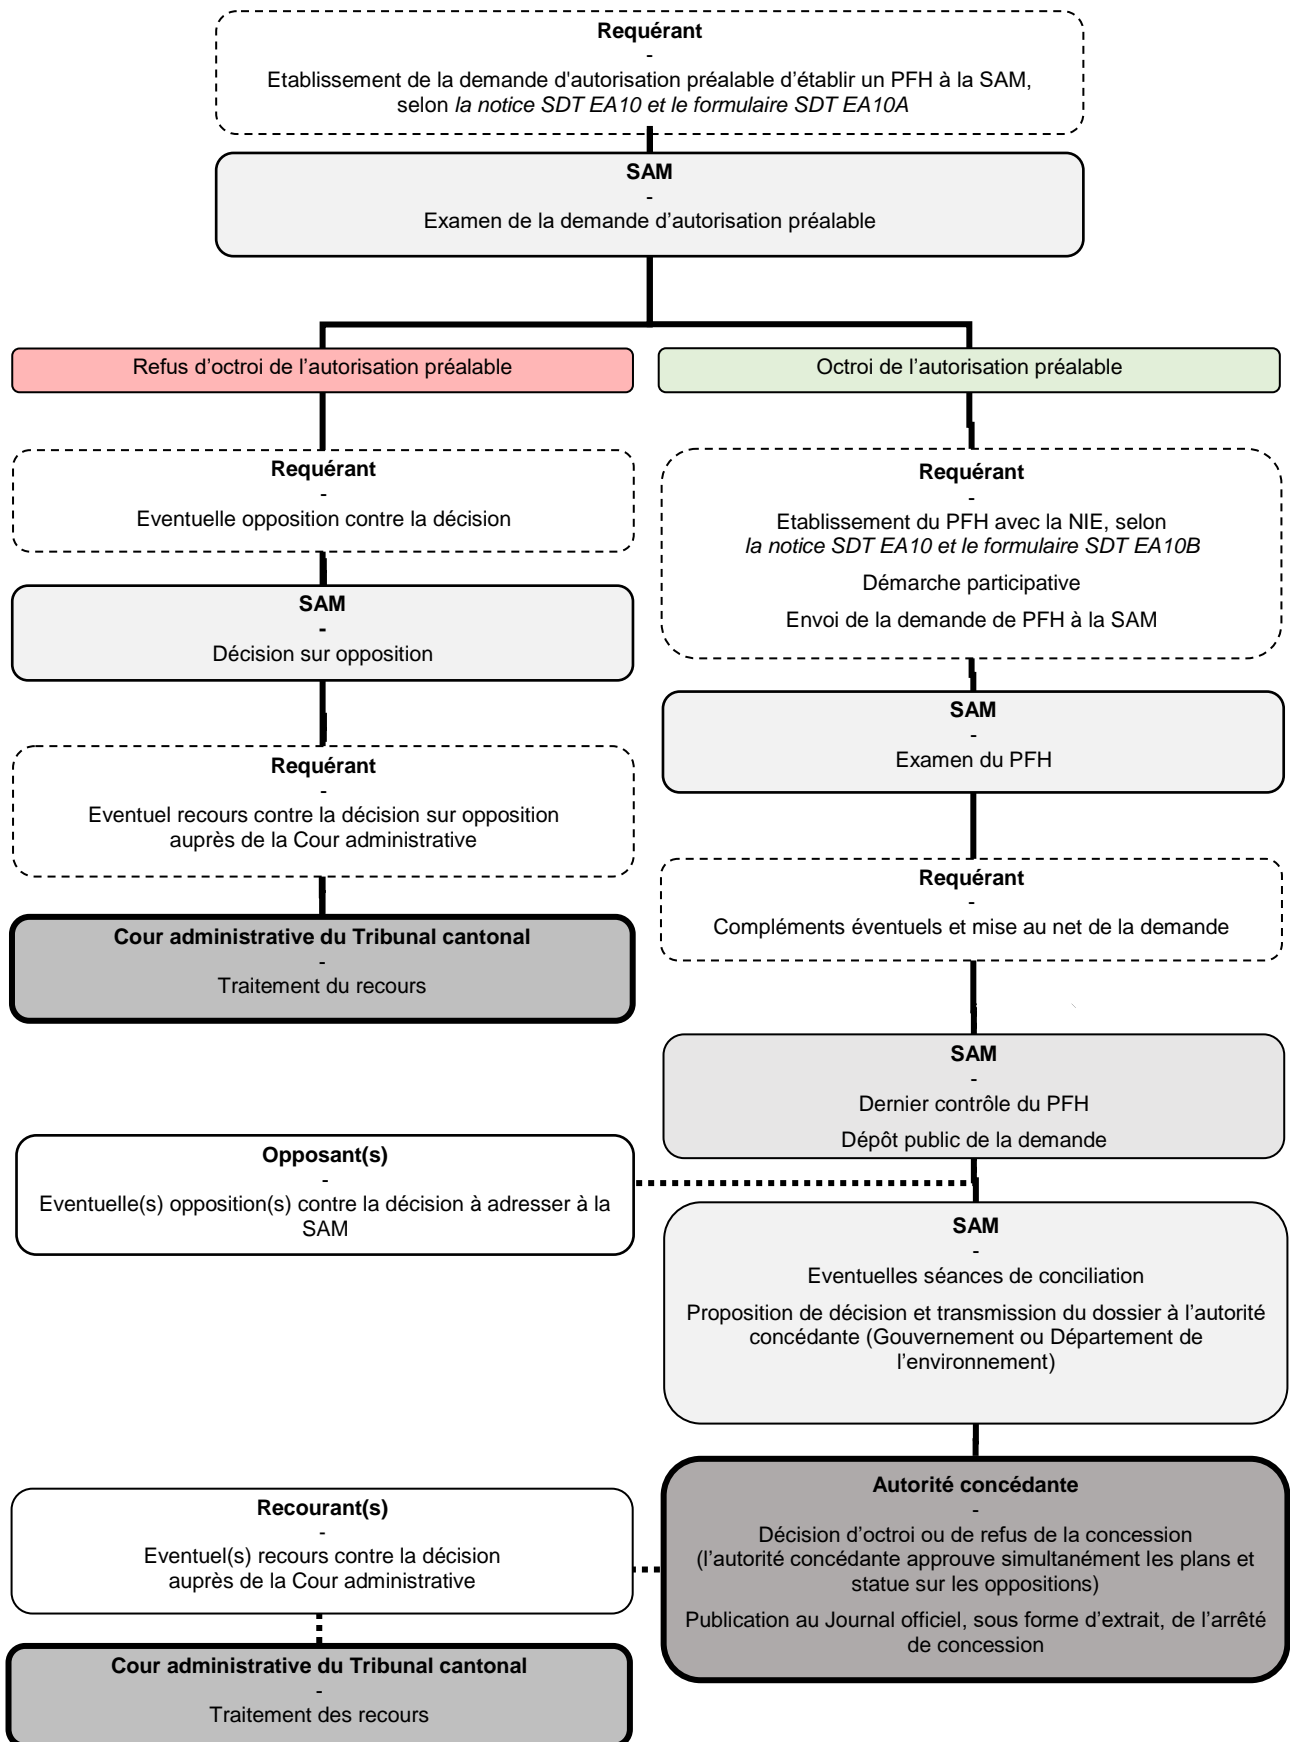 Requérant
-
Etablissement de la demande d'autorisation préalable d’établir un PFH à la SAM,
selon la notice SDT EA10 et le formulaire SDT EA10A
SAM
-
Examen de la demande d’autorisation préalable
Refus d’octroi de l’autorisation préalable
Octroi de l’autorisation préalable
Requérant
-
Eventuelle opposition contre la décision
SAM
-
Décision sur opposition
Requérant
-
Eventuel recours contre la décision sur opposition
auprès de la Cour administrative
Cour administrative du Tribunal cantonal
-
Traitement du recours
Requérant
-
Etablissement du PFH avec la NIE, selon
la notice SDT EA10 et le formulaire SDT EA10B
Démarche participative
Envoi de la demande de PFH à la SAM
SAM
-
Examen du PFH
Requérant
-
Compléments éventuels et mise au net de la demande
SAM
-
Dernier contrôle du PFH
Dépôt public de la demande
Opposant(s)
-
Eventuelle(s) opposition(s) contre la décision à adresser à la
SAM
SAM
-
Eventuelles séances de conciliation
Proposition de décision et transmission du dossier à l’autorité
concédante (Gouvernement ou Département de
l’environnement)
Autorité concédante
-
Décision d’octroi ou de refus de la concession
(l’autorité concédante approuve simultanément les plans et
statue sur les oppositions)
Publication au Journal officiel, sous forme d’extrait, de l’arrêté
de concession
Recourant(s)
-
Eventuel(s) recours contre la décision
auprès de la Cour administrative
Cour administrative du Tribunal cantonal
-
Traitement des recours